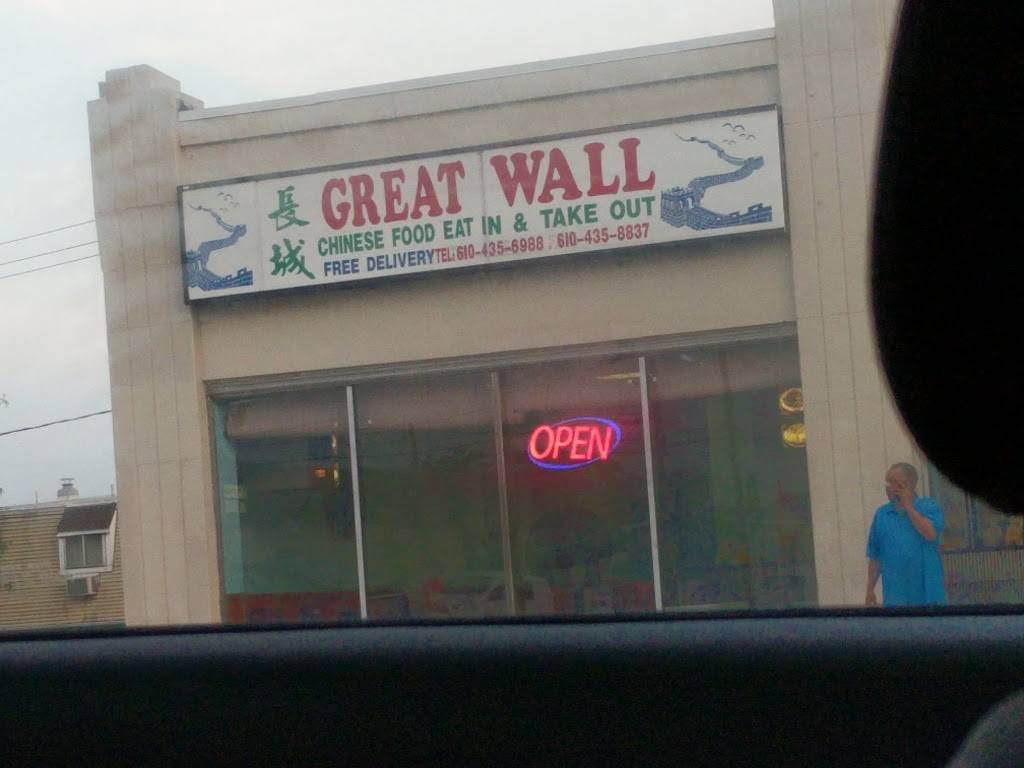 長城
GREAT WALL
CHINESE FOOD EAT IN & TAKE OUT
FREE DELIVERY TEL: 610-435-6988 , 610-435-8837
OPEN